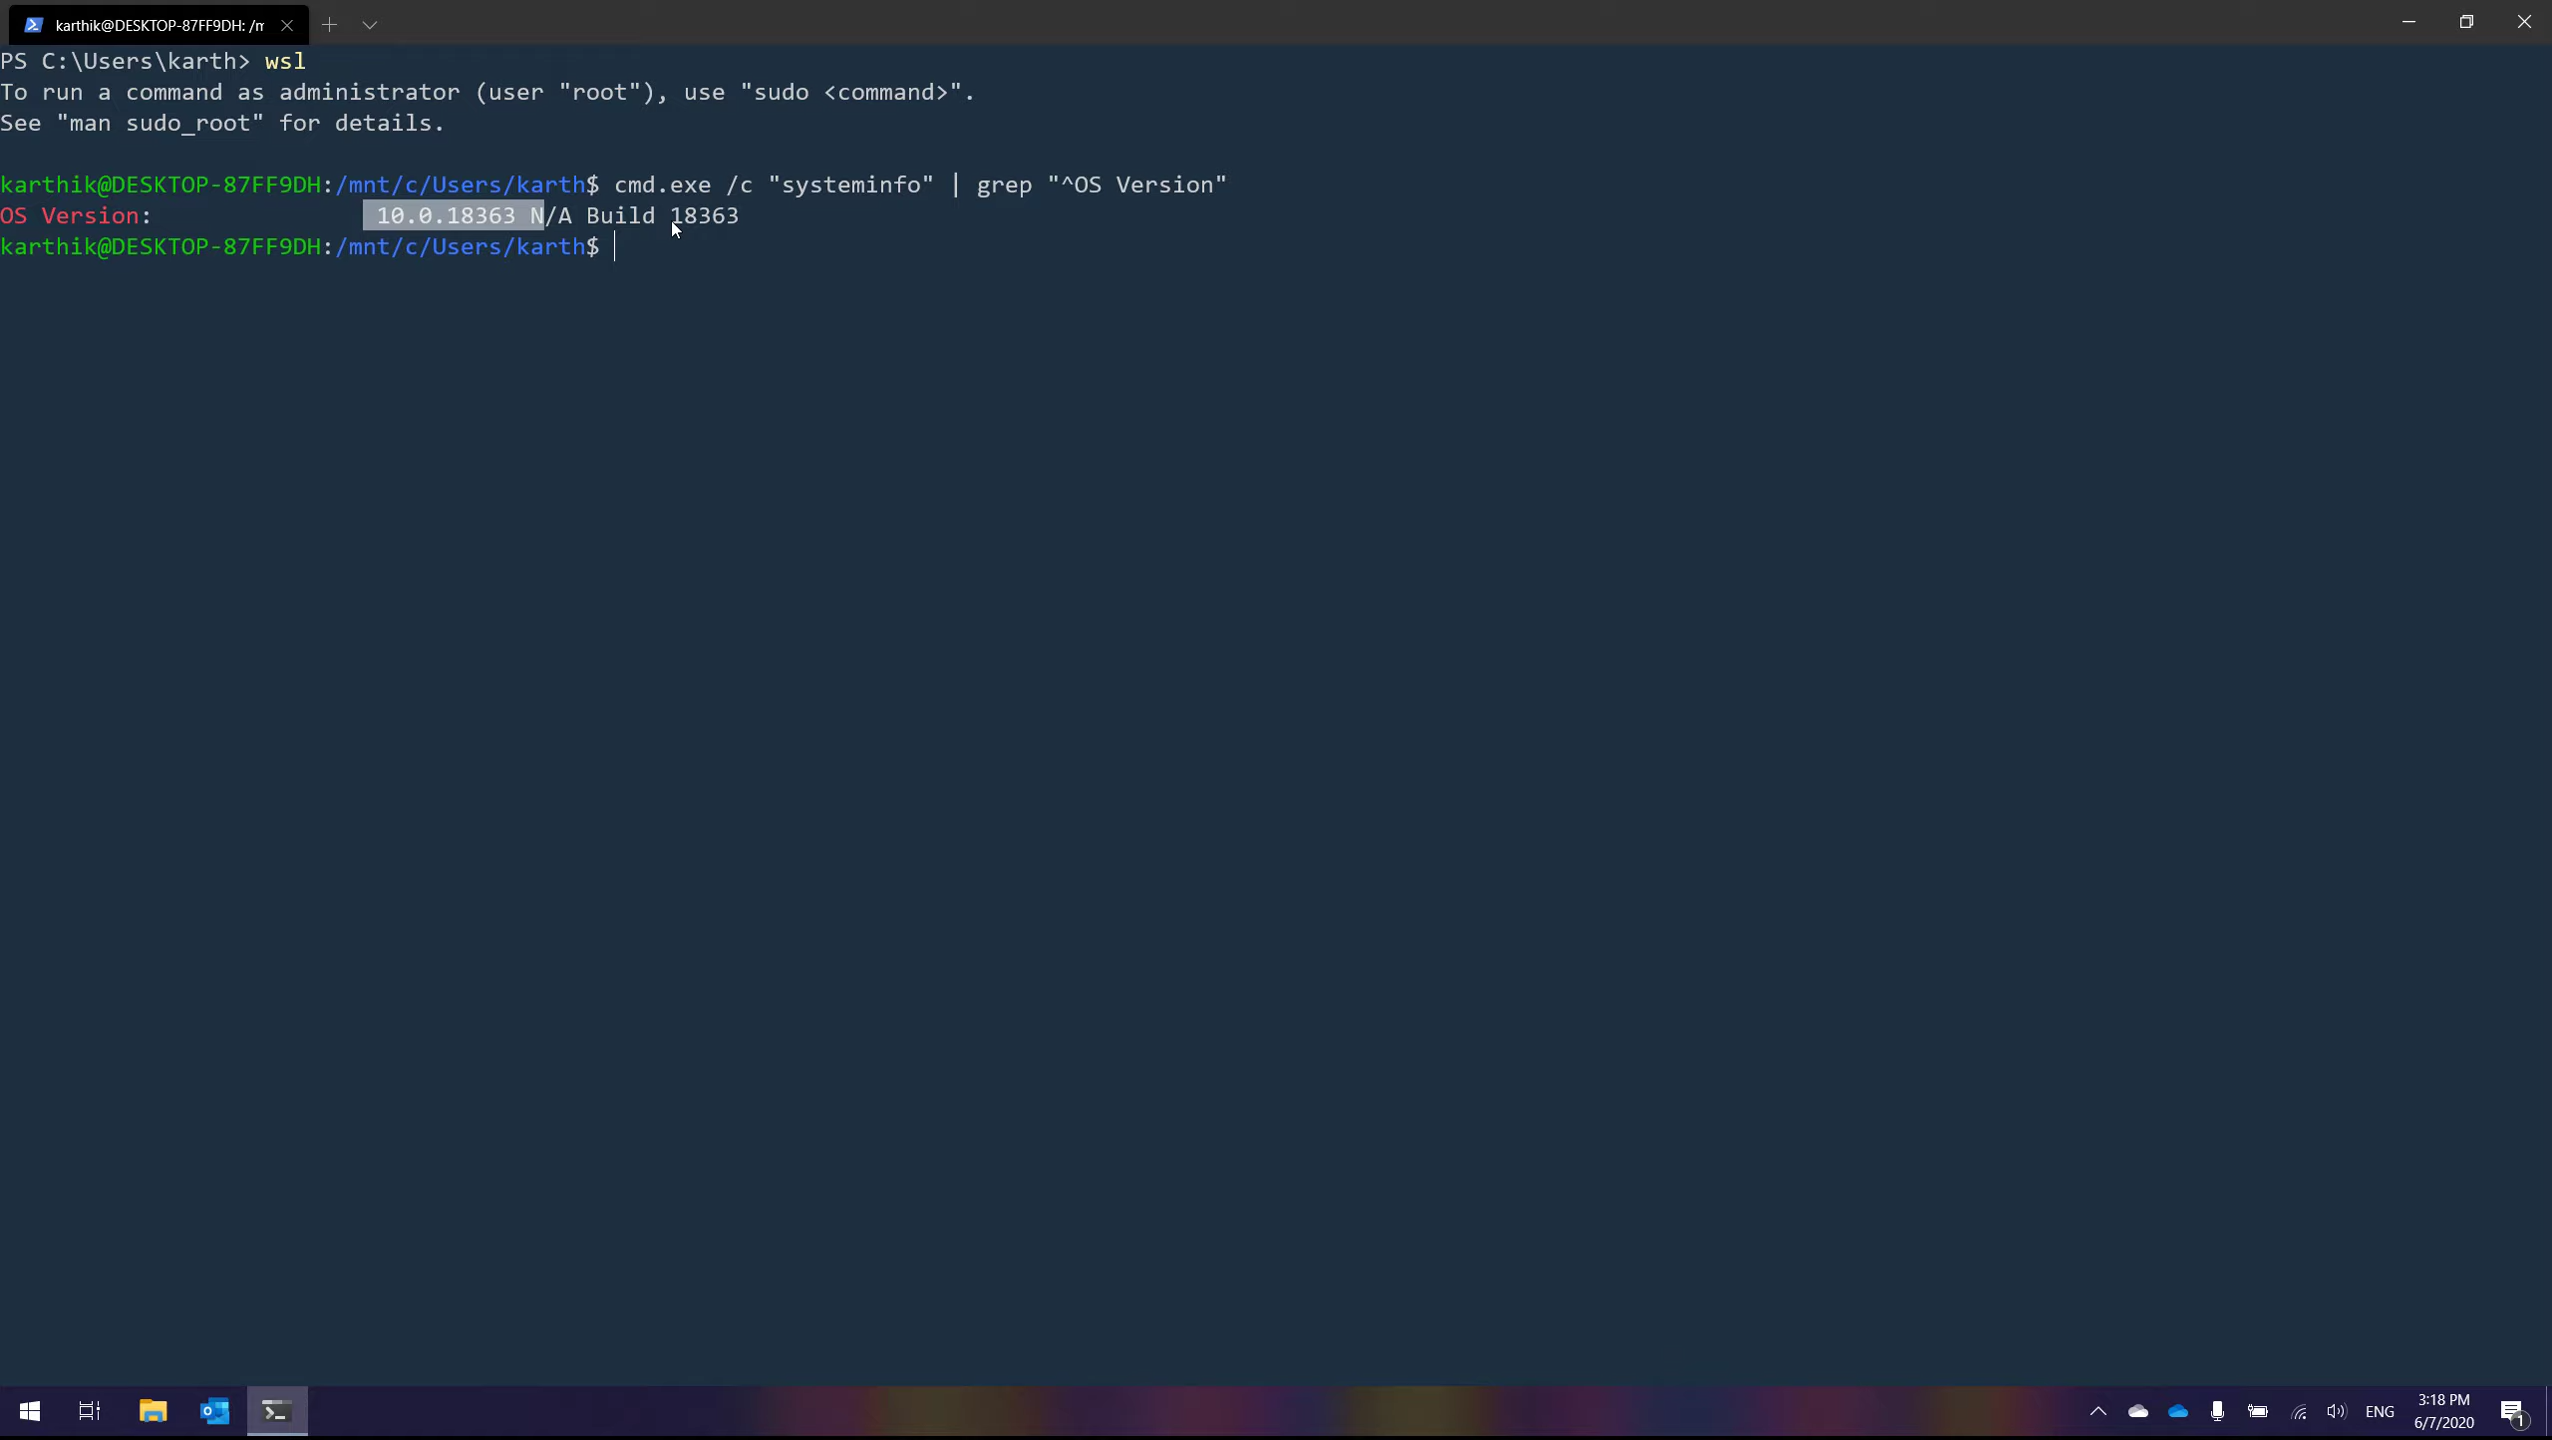 karthik@DESKTOP-87FF9DH: /m
PS C:\Users\karth> wsl
To run a command as administrator (user "root"), use "sudo <command>".
See "man sudo_root" for details.
karthik@DESKTOP-87FF9DH:/mnt/c/Users/karth$ cmd.exe /c "systeminfo" | grep "^OS Version"
OS Version:                10.0.18363 N/A Build 18363
karthik@DESKTOP-87FF9DH:/mnt/c/Users/karth$
ENG
3:18 PM
6/7/2020
1